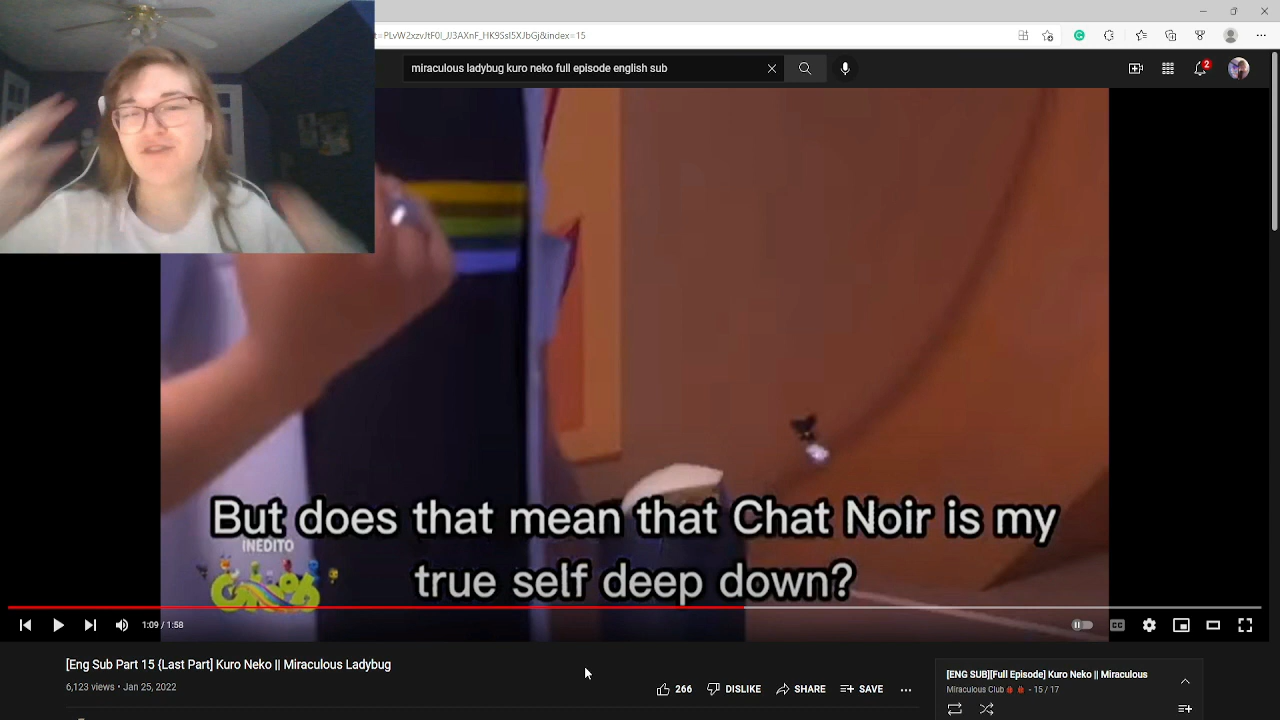 t=PLvW2xzvJtF0l_JJ3AXnF_HK9SsI5XJbGj&index=15
miraculous ladybug kuro neko full episode english sub
2
But does that mean that Chat Noir is my
true self deep down?
INÉDITO
1:09 / 1:58
CC
[Eng Sub Part 15 {Last Part] Kuro Neko || Miraculous Ladybug
6,123 views • Jan 25, 2022
266
DISLIKE
SHARE
SAVE
[ENG SUB][Full Episode] Kuro Neko || Miraculous
Miraculous Club 🐞 🐞 - 15 / 17